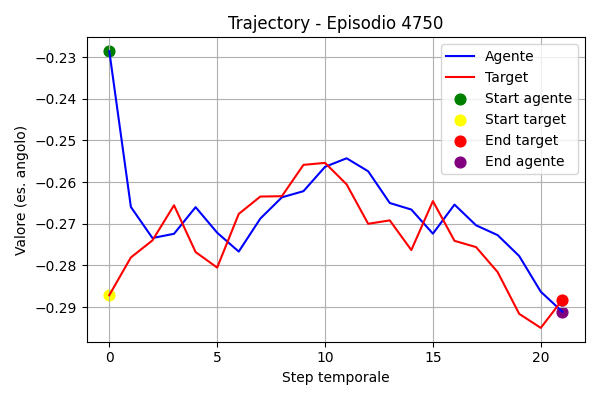 Trajectory - Episodio 4750
Agente
Target
Start agente
Start target
End target
End agente
Valore (es. angolo)
−0.23
−0.24
−0.25
−0.26
−0.27
−0.28
−0.29
0
5
10
15
20
Step temporale